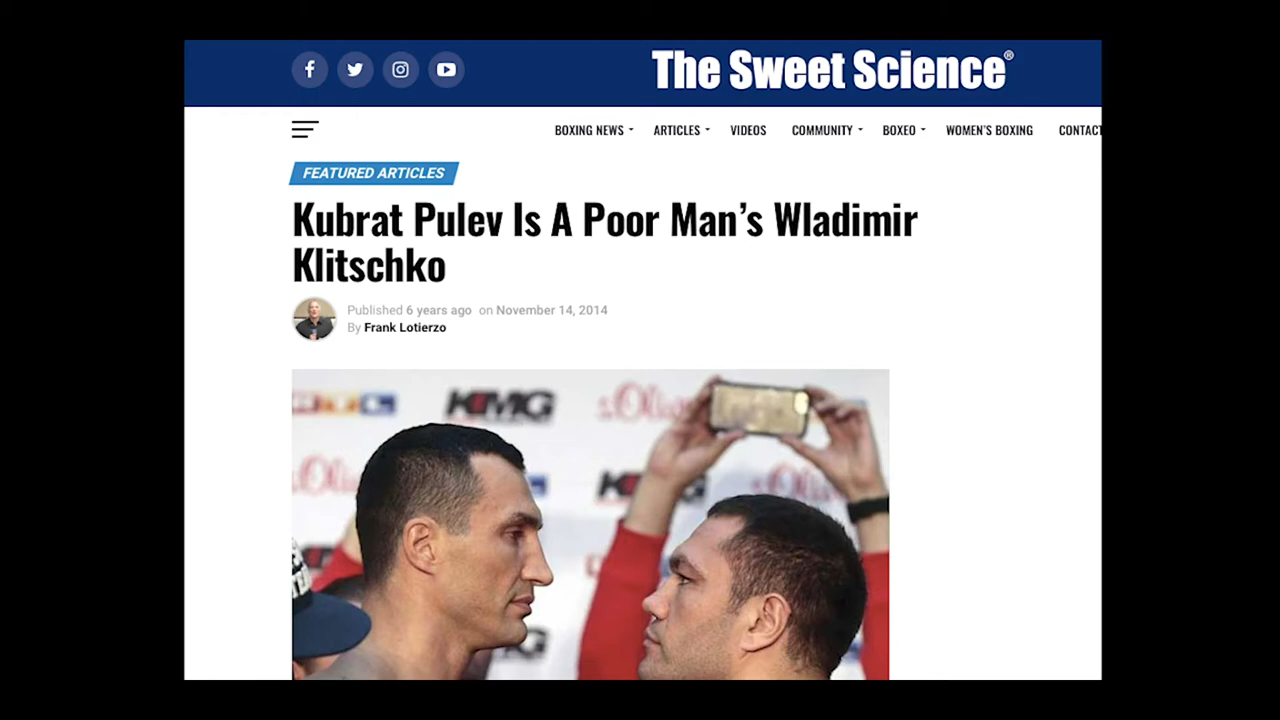 The Sweet Science®
BOXING NEWS ARTICLES VIDEOS COMMUNITY BOXEO WOMEN'S BOXING CONTACT
FEATURED ARTICLES
Kubrat Pulev Is A Poor Man’s Wladimir
Klitschko
Published 6 years ago on November 14, 2014
By Frank Lotierzo
KMG
sOliv
KMG